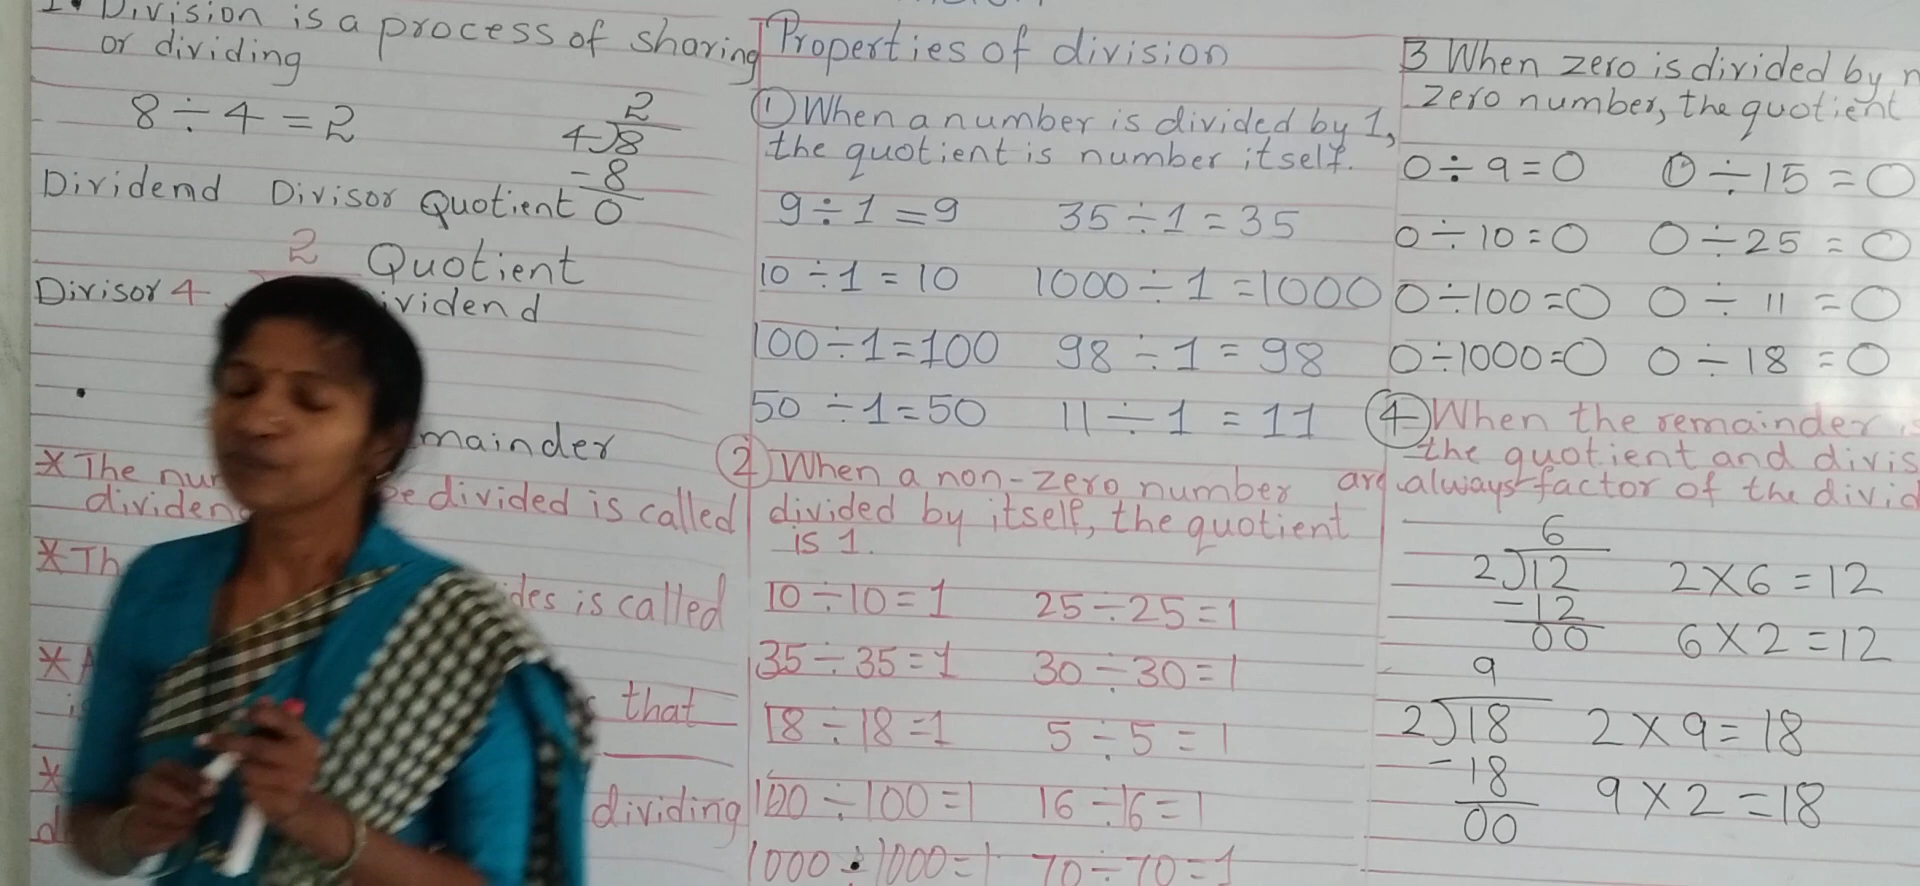 1. Division is a process of sharing
or dividing
8 ÷ 4 = 2
2
4)8
- 8
0
Dividend Divisor Quotient
2 Quotient
Divisor 4
ividend
mainder
* The nu
be divided is called
dividen
* Th
des is called
*
that
*
dividing
d
Properties of division
① When a number is divided by 1,
the quotient is number itself.
9 ÷ 1 = 9 35 ÷ 1 = 35
10 ÷ 1 = 10 1000 ÷ 1 = 1000
100 ÷ 1 = 100 98 ÷ 1 = 98
50 ÷ 1 = 50 11 ÷ 1 = 11
② When a non-zero number
divided by itself, the quotient
is 1.
10 ÷ 10 = 1 25 ÷ 25 = 1
35 ÷ 35 = 1 30 ÷ 30 = 1
18 ÷ 18 = 1 5 ÷ 5 = 1
100 ÷ 100 = 1 16 ÷ 16 = 1
1000 ÷ 1000 = 1 70 ÷ 70 = 1
3 When zero is divided by n
zero number, the quotient
0 ÷ 9 = 0 0 ÷ 15 = 0
0 ÷ 10 = 0 0 ÷ 25 = 0
0 ÷ 100 = 0 0 ÷ 11 = 0
0 ÷ 1000 = 0 0 ÷ 18 = 0
④ When the remainder is
the quotient and divis
are always factor of the divid
6
2)12 2 X 6 = 12
- 12
00 6 X 2 = 12
9
2)18 2 X 9 = 18
- 18
00 9 X 2 = 18